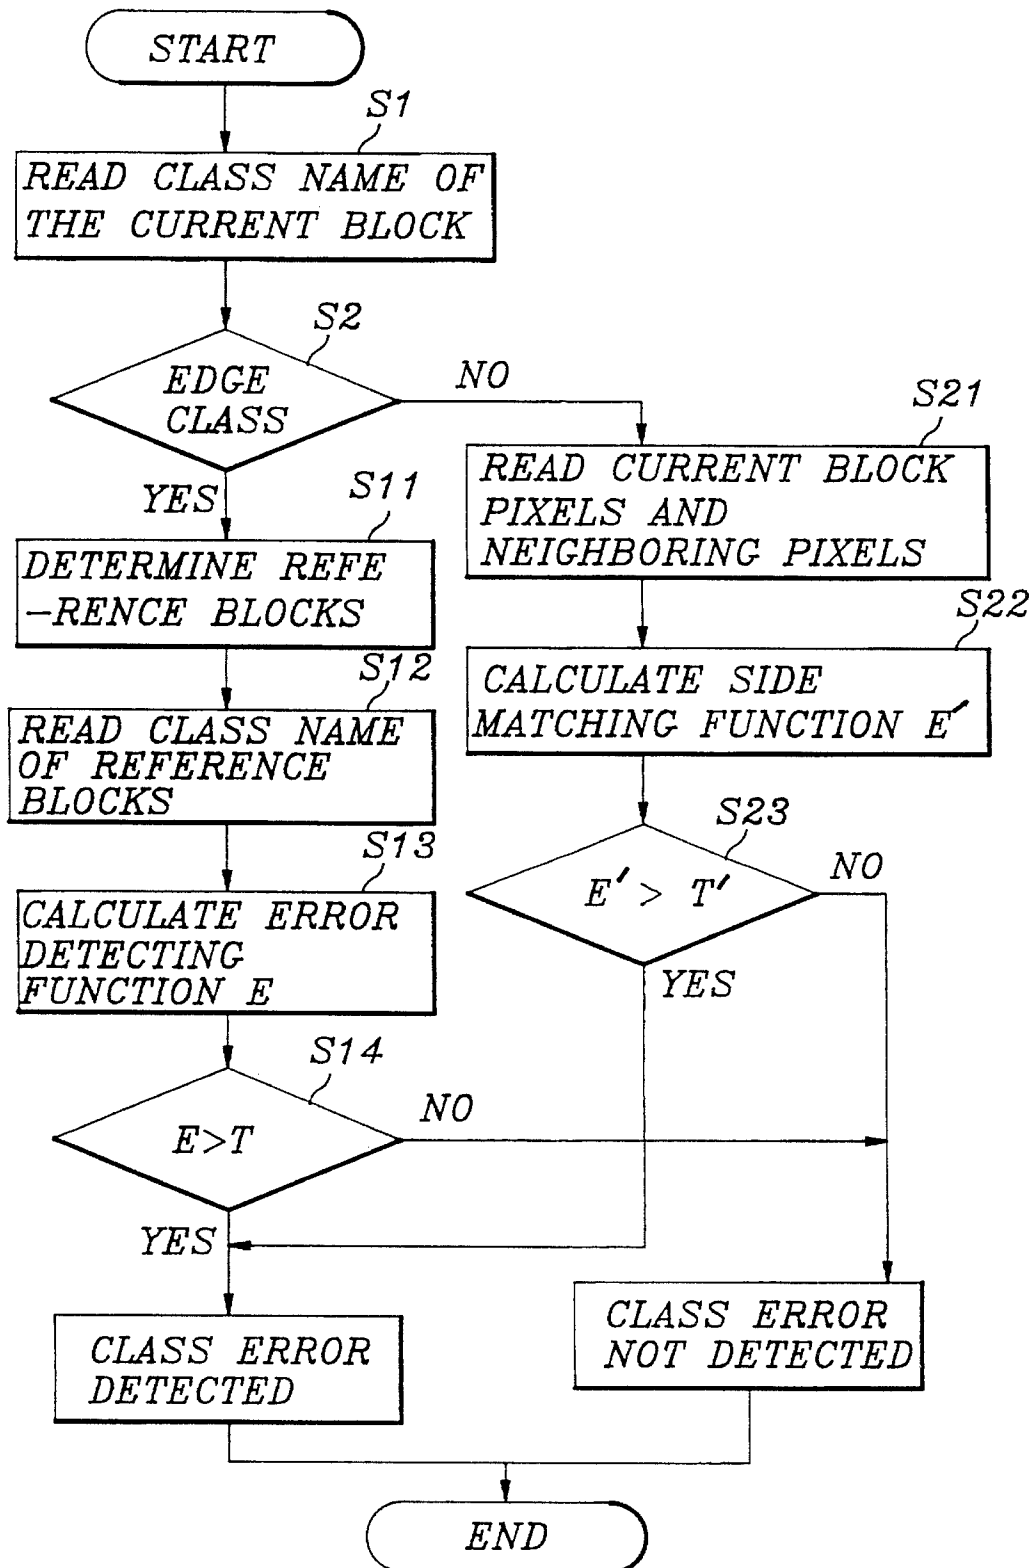 START
S1
READ CLASS NAME OF
THE CURRENT BLOCK
S2
EDGE
CLASS
NO
YES
S11
DETERMINE REFE
-RENCE BLOCKS
S12
READ CLASS NAME
OF REFERENCE
BLOCKS
S13
CALCULATE ERROR
DETECTING
FUNCTION E
S14
E>T
NO
YES
S21
READ CURRENT BLOCK
PIXELS AND
NEIGHBORING PIXELS
S22
CALCULATE SIDE
MATCHING FUNCTION E′
S23
E′> T′
NO
YES
CLASS ERROR
DETECTED
CLASS ERROR
NOT DETECTED
END